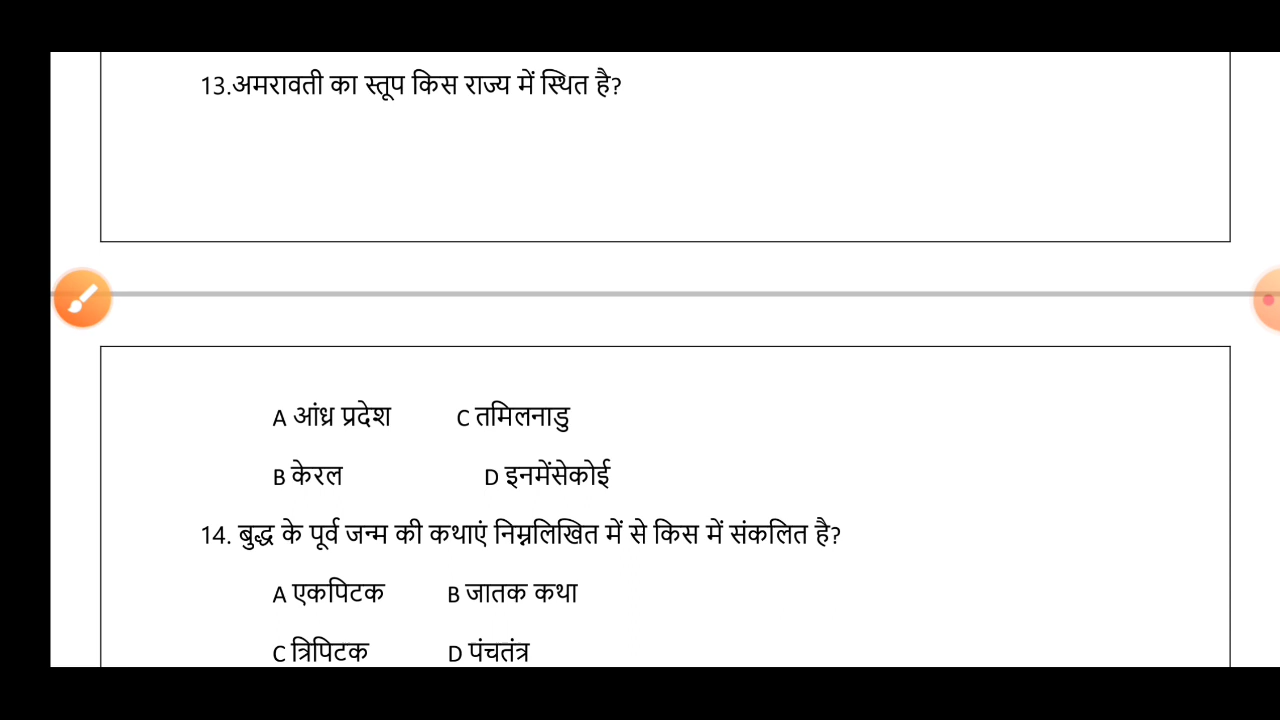 13.अमरावती का स्तूप किस राज्य में स्थित है?
A आंध्र प्रदेश C तमिलनाडु
B केरल D इनमेंसेकोई
14. बुद्ध के पूर्व जन्म की कथाएं निम्नलिखित में से किस में संकलित है?
A एकपिटक B जातक कथा
C त्रिपिटक D पंचतंत्र